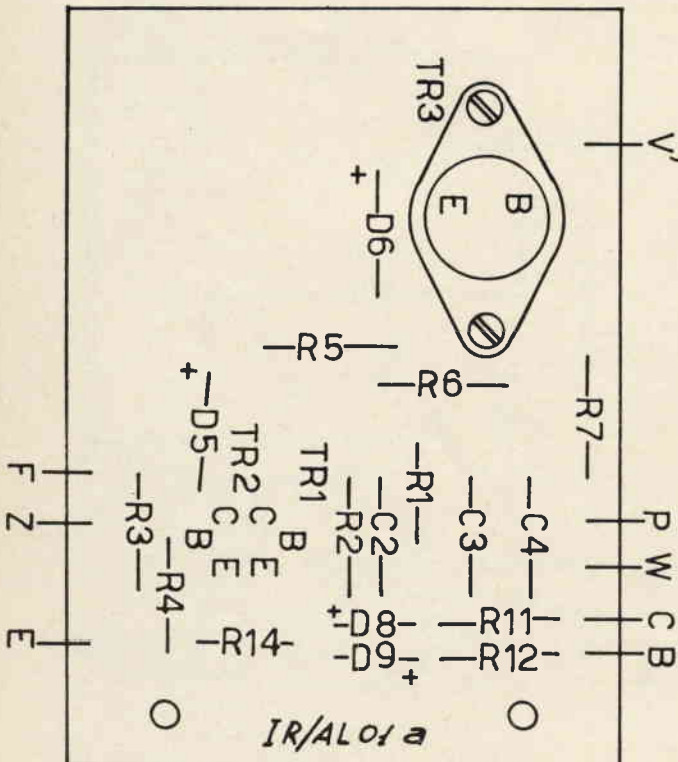 V'
TR3
B
E
+ D6
R5
R6
R7
+ D5
TR2
TR1
R1
F
Z
E
R3
R4
C
B
E
C
B
E
R2
C2
C3
C4
P
W
C
B
+ D8
R11
R14
D9 +
R12
IR/AL01a